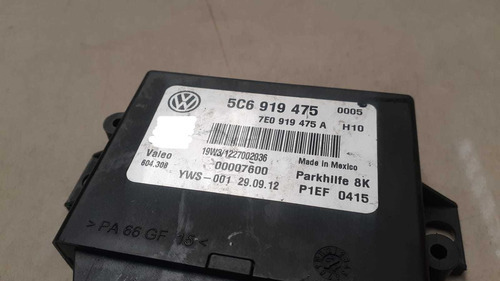 5C6 919 475 0005
7E0 919 475 A H10
19W3/1227002036
Made in Mexico
Valeo 00007600 Parkhilfe 8K
604.308 YWS-001 29.09.12 P1EF 0415
>PA 66 GF 15<